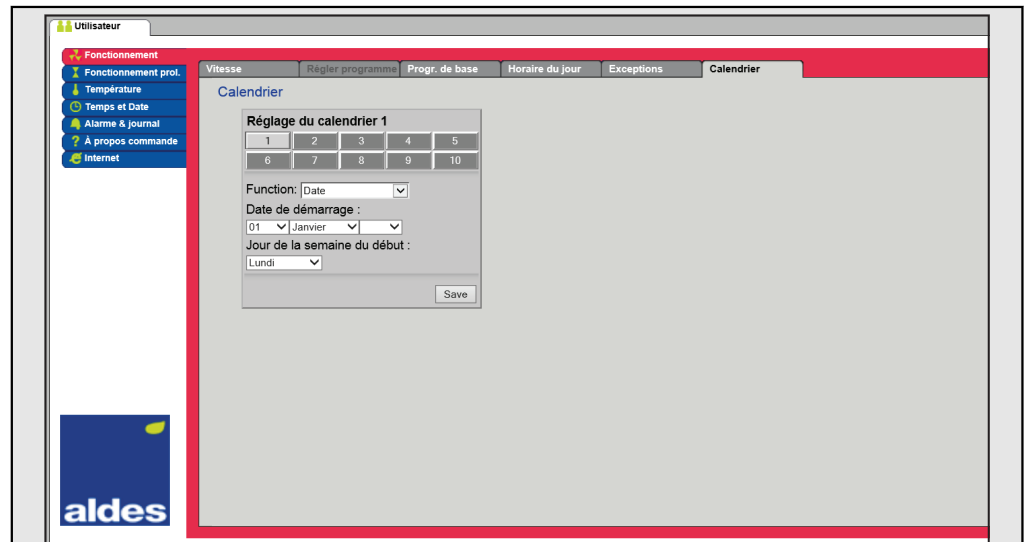 Utilisateur
Fonctionnement
Fonctionnement prol.
Température
Temps et Date
Alarme & journal
À propos commande
Internet
Vitesse Régler programme Progr. de base Horaire du jour Exceptions Calendrier
Calendrier
Réglage du calendrier 1
1 2 3 4 5
6 7 8 9 10
Function: Date
Date de démarrage :
01 Janvier
Jour de la semaine du début :
Lundi
Save
aldes